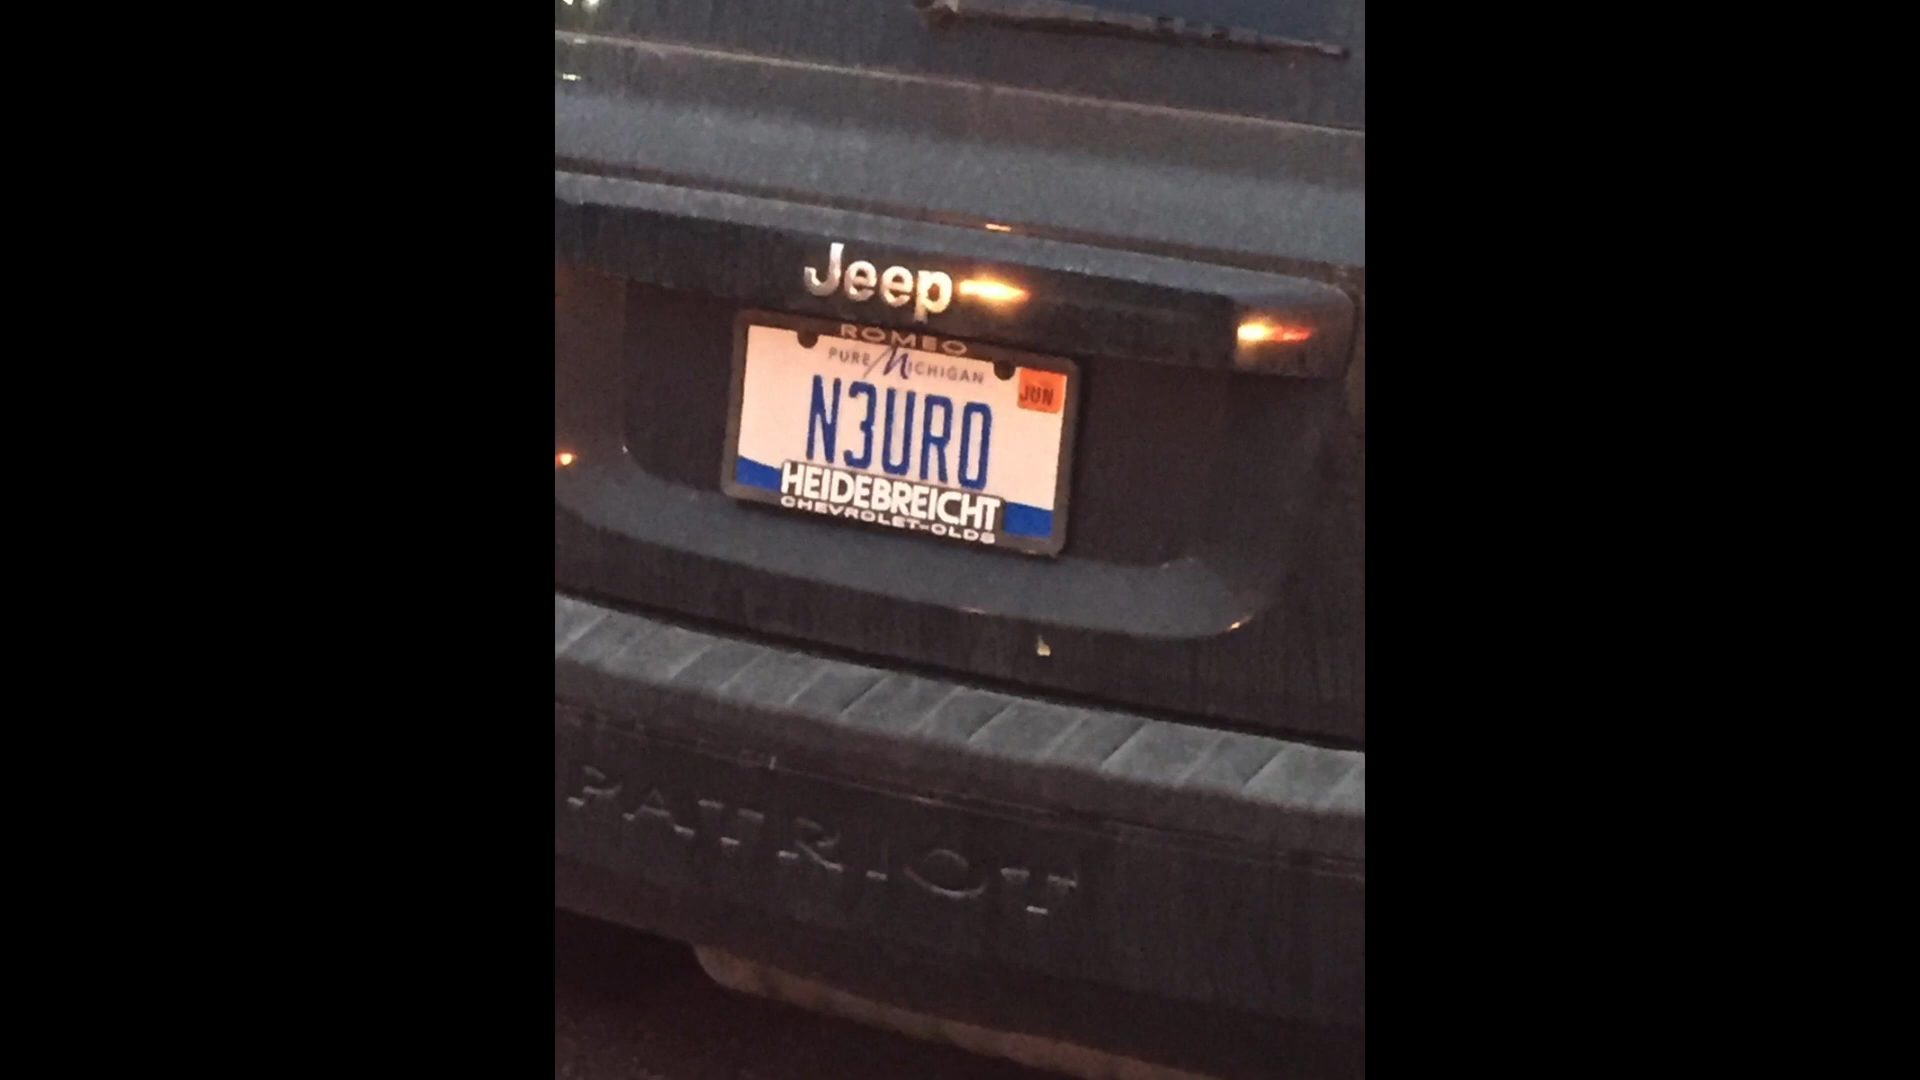 Jeep
ROMEO
PURE MICHIGAN
JUN
N3URO
HEIDEBREICHT
CHEVROLET-OLDS
PATRIOT